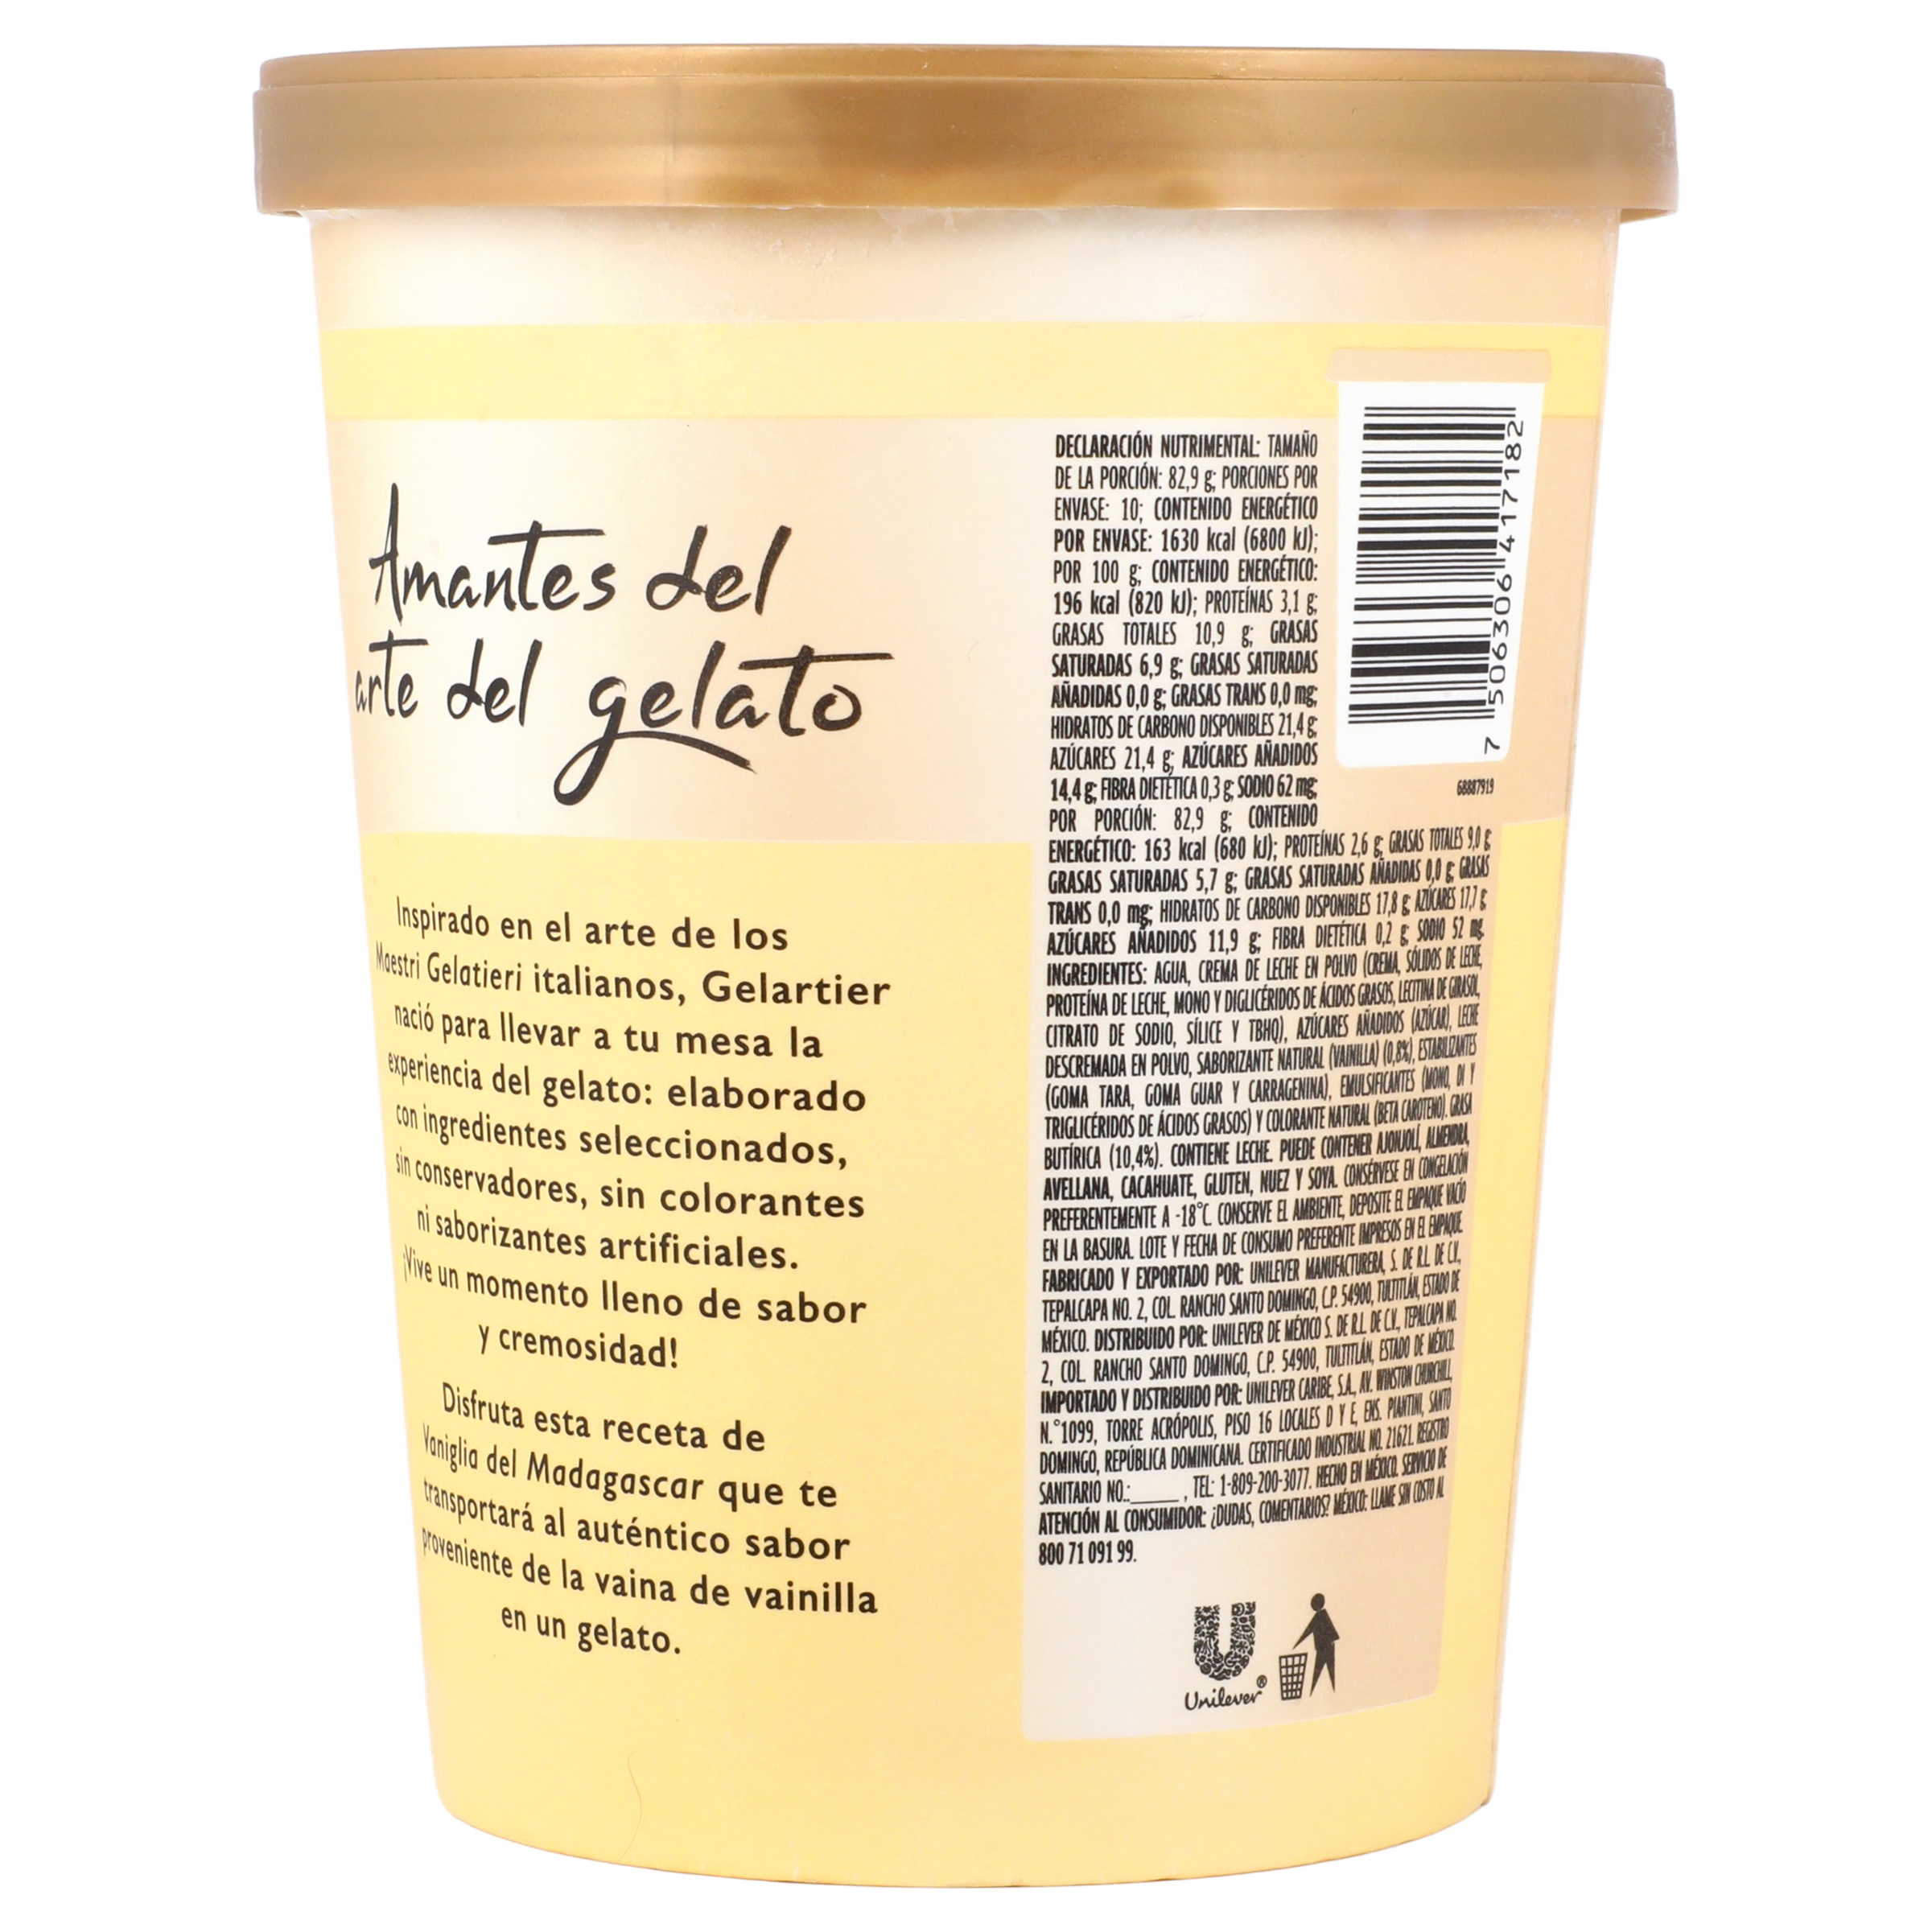 Amantes del
arte del gelato
Inspirado en el arte de los
Maestri Gelatieri italianos, Gelartier
nació para llevar a tu mesa la
experiencia del gelato: elaborado
con ingredientes seleccionados,
sin conservadores, sin colorantes
ni saborizantes artificiales.
¡Vive un momento lleno de sabor
y cremosidad!
Disfruta esta receta de
Vaniglia del Madagascar que te
transportará al auténtico sabor
proveniente de la vaina de vainilla
en un gelato.
DECLARACIÓN NUTRIMENTAL: TAMAÑO
DE LA PORCIÓN: 82,9 g; PORCIONES POR
ENVASE: 10; CONTENIDO ENERGÉTICO
POR ENVASE: 1630 kcal (6800 kJ);
POR 100 g; CONTENIDO ENERGÉTICO:
196 kcal (820 kJ); PROTEÍNAS 3,1 g;
GRASAS TOTALES 10,9 g; GRASAS
SATURADAS 6,9 g; GRASAS SATURADAS
AÑADIDAS 0,0 g; GRASAS TRANS 0,0 mg;
HIDRATOS DE CARBONO DISPONIBLES 21,4 g;
AZÚCARES 21,4 g; AZÚCARES AÑADIDOS
14,4 g; FIBRA DIETÉTICA 0,3 g; SODIO 62 mg;
POR PORCIÓN: 82,9 g; CONTENIDO
ENERGÉTICO: 163 kcal (680 kJ); PROTEÍNAS 2,6 g; GRASAS TOTALES 9,0 g;
GRASAS SATURADAS 5,7 g; GRASAS SATURADAS AÑADIDAS 0,0 g; GRASAS
TRANS 0,0 mg; HIDRATOS DE CARBONO DISPONIBLES 17,8 g; AZÚCARES 17,7 g;
AZÚCARES AÑADIDOS 11,9 g; FIBRA DIETÉTICA 0,2 g; SODIO 52 mg.
INGREDIENTES: AGUA, CREMA DE LECHE EN POLVO (CREMA, SÓLIDOS DE LECHE,
PROTEÍNA DE LECHE, MONO Y DIGLICÉRIDOS DE ÁCIDOS GRASOS, LECITINA DE GIRASOL,
CITRATO DE SODIO, SÍLICE Y TBHQ), AZÚCARES AÑADIDOS (AZÚCAR), LECHE
DESCREMADA EN POLVO, SABORIZANTE NATURAL (VAINILLA) (0,8%), ESTABILIZANTES
(GOMA TARA, GOMA GUAR Y CARRAGENINA), EMULSIFICANTES (MONO, DI Y
TRIGLICÉRIDOS DE ÁCIDOS GRASOS) Y COLORANTE NATURAL (BETA CAROTENO). GRASA
BUTÍRICA (10,4%). CONTIENE LECHE. PUEDE CONTENER AJONJOLÍ, ALMENDRA,
AVELLANA, CACAHUATE, GLUTEN, NUEZ Y SOYA. CONSÉRVESE EN CONGELACIÓN
PREFERENTEMENTE A -18°C. CONSERVE EL AMBIENTE, DEPOSITE EL EMPAQUE VACÍO
EN LA BASURA. LOTE Y FECHA DE CONSUMO PREFERENTE IMPRESOS EN EL EMPAQUE.
FABRICADO Y EXPORTADO POR: UNILEVER MANUFACTURERA, S. DE R.L. DE C.V.,
TEPALCAPA NO. 2, COL. RANCHO SANTO DOMINGO, C.P. 54900, TULTITLÁN, ESTADO DE
MÉXICO. DISTRIBUIDO POR: UNILEVER DE MÉXICO S. DE R.L. DE C.V., TEPALCAPA NO.
2, COL. RANCHO SANTO DOMINGO, C.P. 54900, TULTITLÁN, ESTADO DE MÉXICO.
IMPORTADO Y DISTRIBUIDO POR: UNILEVER CARIBE, S.A., AV. WINSTON CHURCHILL,
N.°1099, TORRE ACRÓPOLIS, PISO 16 LOCALES D Y E, ENS. PIANTINI, SANTO
DOMINGO, REPÚBLICA DOMINICANA. CERTIFICADO INDUSTRIAL NO. 21621. REGISTRO
SANITARIO NO.:_____, TEL: 1-809-200-3077. HECHO EN MÉXICO. SERVICIO DE
ATENCIÓN AL CONSUMIDOR: ¿DUDAS, COMENTARIOS? MÉXICO: LLAME SIN COSTO AL
800 71 091 99.
7 506306 417182
68887919
Unilever®